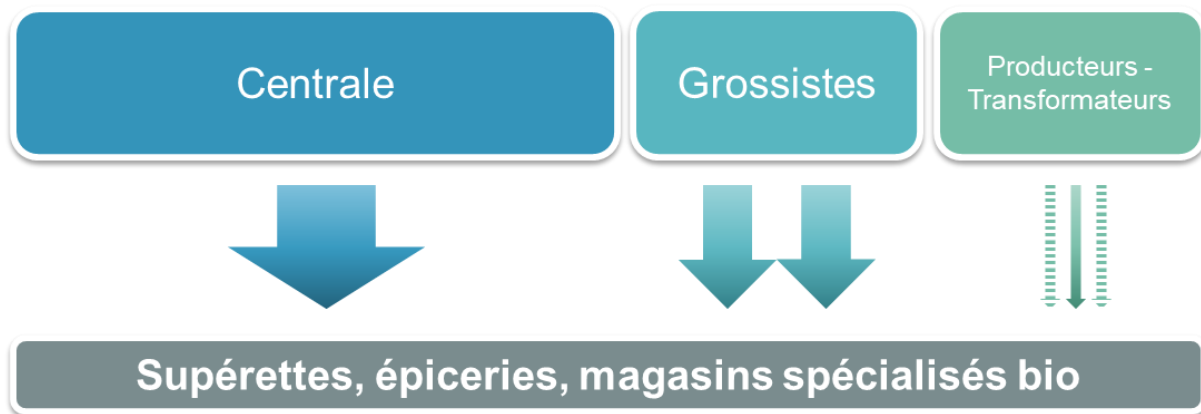 Centrale
Grossistes
Producteurs -
Transformateurs
Supérettes, épiceries, magasins spécialisés bio